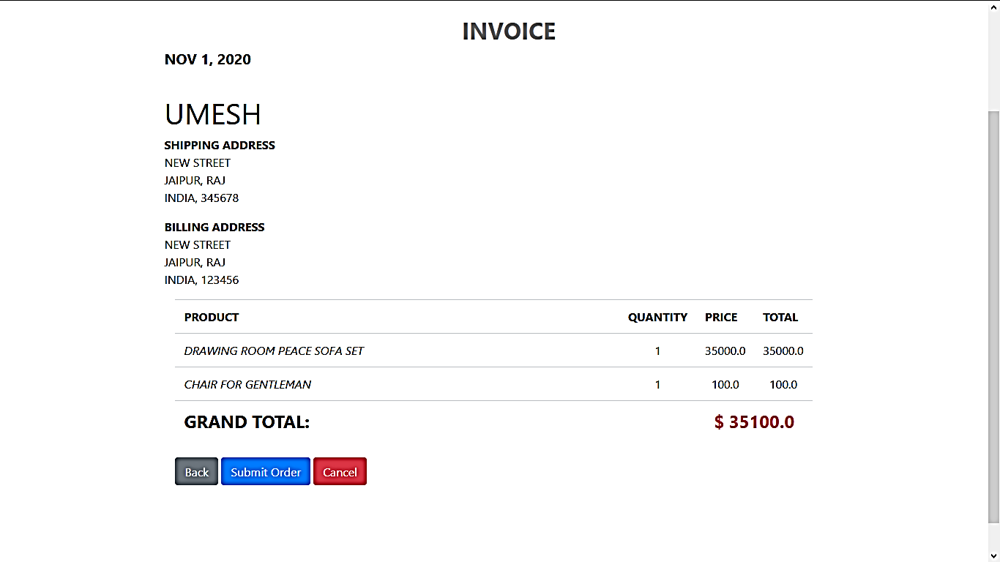 INVOICE
NOV 1, 2020
UMESH
SHIPPING ADDRESS
NEW STREET
JAIPUR, RAJ
INDIA, 345678
BILLING ADDRESS
NEW STREET
JAIPUR, RAJ
INDIA, 123456
PRODUCT QUANTITY PRICE TOTAL
DRAWING ROOM PEACE SOFA SET 1 35000.0 35000.0
CHAIR FOR GENTLEMAN 1 100.0 100.0
GRAND TOTAL: $ 35100.0
Back Submit Order Cancel